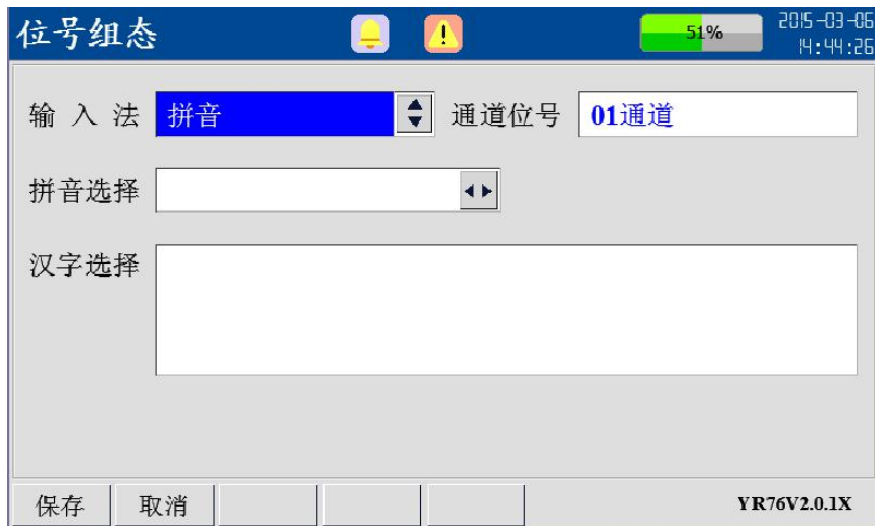 位号组态
51%
2015-03-06
14:44:26
输入法 拼音 通道位号 01通道
拼音选择
汉字选择
保存 取消 YR76V2.0.1X